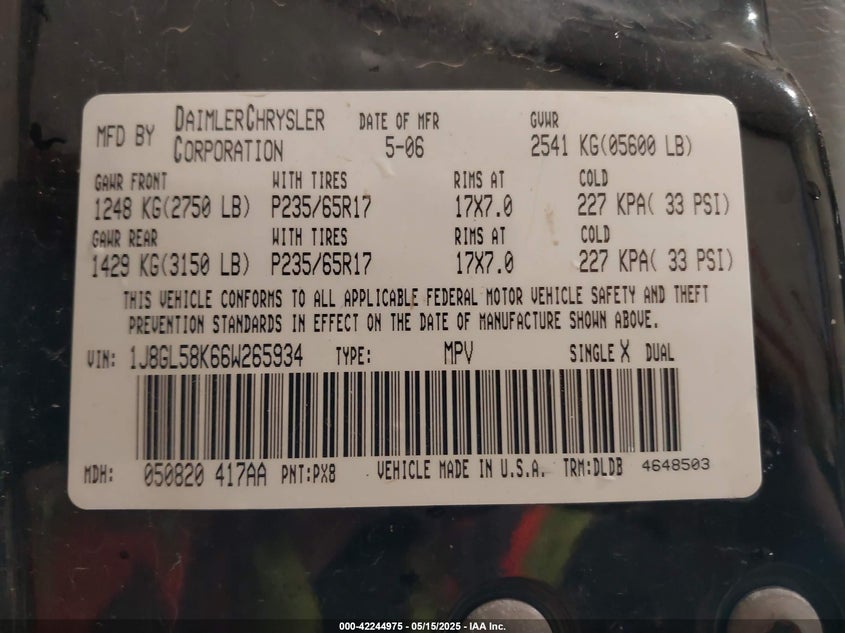 MFD BY DAIMLERCHRYSLER CORPORATION DATE OF MFR 5-06 GVWR 2541 KG(05600 LB)
GAWR FRONT WITH TIRES RIMS AT COLD
1248 KG(2750 LB) P235/65R17 17X7.0 227 KPA( 33 PSI)
GAWR REAR WITH TIRES RIMS AT COLD
1429 KG(3150 LB) P235/65R17 17X7.0 227 KPA( 33 PSI)
THIS VEHICLE CONFORMS TO ALL APPLICABLE FEDERAL MOTOR VEHICLE SAFETY AND THEFT
PREVENTION STANDARDS IN EFFECT ON THE DATE OF MANUFACTURE SHOWN ABOVE.
VIN: 1J8GL58K66W265934 TYPE: MPV SINGLE X DUAL
MDH: 050820 417AA PNT:PX8 VEHICLE MADE IN U.S.A. TRM:DLDB 4648503
000-42244975 - 05/15/2025 - IAA Inc.